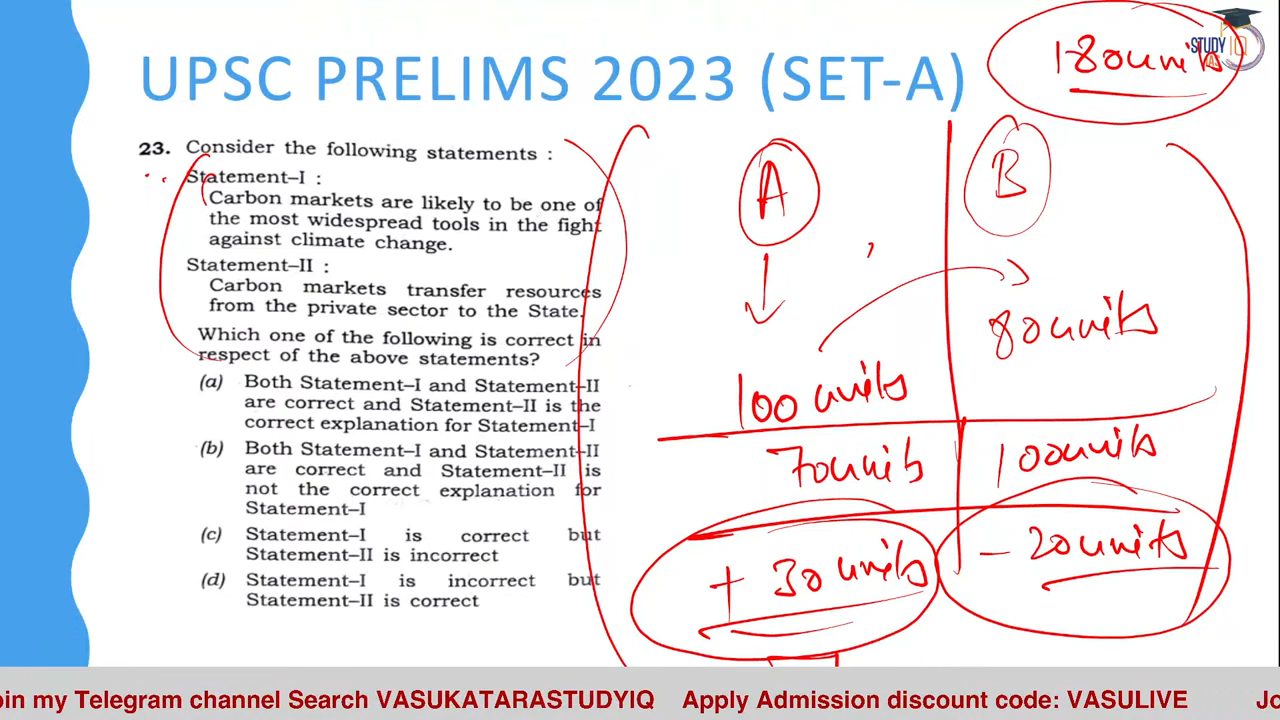 UPSC PRELIMS 2023 (SET-A)
180 units
STUDY
23. Consider the following statements :
Statement–I :
Carbon markets are likely to be one of
the most widespread tools in the fight
against climate change.
Statement–II :
Carbon markets transfer resources
from the private sector to the State.
Which one of the following is correct in
respect of the above statements?
(a) Both Statement–I and Statement–II
are correct and Statement–II is the
correct explanation for Statement–I
(b) Both Statement–I and Statement–II
are correct and Statement–II is
not the correct explanation for
Statement–I
(c) Statement–I is correct but
Statement–II is incorrect
(d) Statement–I is incorrect but
Statement–II is correct
A B
80 units
100 units
70 units 100 units
+ 30 units - 20 units
oin my Telegram channel Search VASUKATARASTUDYIQ Apply Admission discount code: VASULIVE Jo